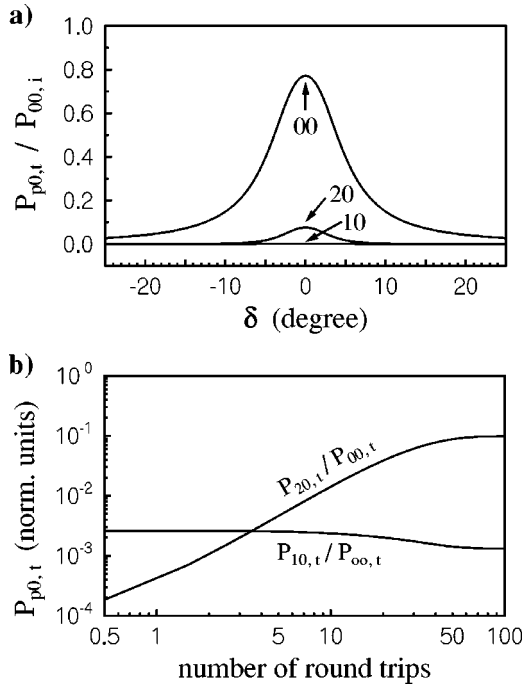 a)
P_{p0,t} / P_{00,i}
1.0
0.8
0.6
0.4
0.2
0.0
00
20
10
-20 -10 0 10 20
δ (degree)
b)
P_{p0,t} (norm. units)
10^0
10^-1
10^-2
10^-3
10^-4
P_{20,t}/P_{00,t}
P_{10,t}/P_{oo,t}
0.5 1 5 10 50 100
number of round trips